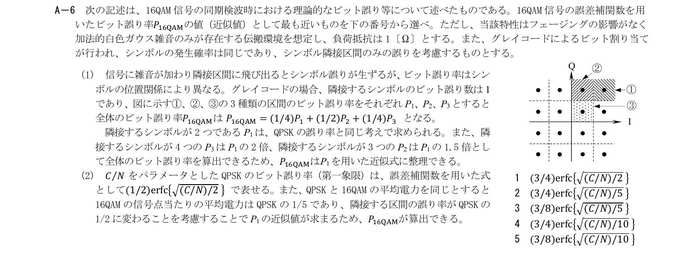 A-6 次の記述は、16QAM 信号の同期検波時における理論的なビット誤り等について述べたものである。16QAM 信号の誤差補関数を用
いたビット誤り率P16QAMの値(近似値)として最も近いものを下の番号から選べ。ただし、当該特性はフェージングの影響がなく
加法的白色ガウス雑音のみが存在する伝搬環境を想定し、負荷抵抗は1〔Ω〕とする。また、グレイコードによるビット割り当て
が行われ、シンボルの発生確率は同じであり、シンボル隣接区間のみの誤りを考慮するものとする。
(1) 信号に雑音が加わり隣接区間に飛び出るとシンボル誤りが生ずるが、ビット誤り率はシン
ボルの位置関係により異なる。グレイコードの場合、隣接するシンボルのビット誤り数は1
であり、図に示す①、②、③の3種類の区間のビット誤り率をそれぞれ P1、P2、P3とすると
全体のビット誤り率P16QAMは P16QAM = (1/4)P1 + (1/2)P2 + (1/4)P3 となる。
隣接するシンボルが2つであるP1は、QPSK の誤り率と同じ考えで求められる。また、隣
接するシンボルが4つのP3はP1の2倍、隣接するシンボルが3つのP2はP1の1.5倍とし
て全体のビット誤り率を算出できるため、P16QAMはP1を用いた近似式に整理できる。
(2) C/N をパラメータとした QPSK のビット誤り率(第一象限)は、誤差補関数を用いた式
として(1/2)erfc{√(C/N)/2} で表せる。また、QPSK と 16QAM の平均電力を同じとすると
16QAM の信号点当たりの平均電力は QPSK の 1/5 であり、隣接する区間の誤り率が QPSK の
1/2 に変わることを考慮することでP1の近似値が求まるため、P16QAMが算出できる。
Q
②
①
③
I
1 (3/4)erfc{√(C/N)/2}
2 (3/4)erfc{√(C/N)/5}
3 (3/8)erfc{√(C/N)/5}
4 (3/4)erfc{√(C/N)/10}
5 (3/8)erfc{√(C/N)/10}